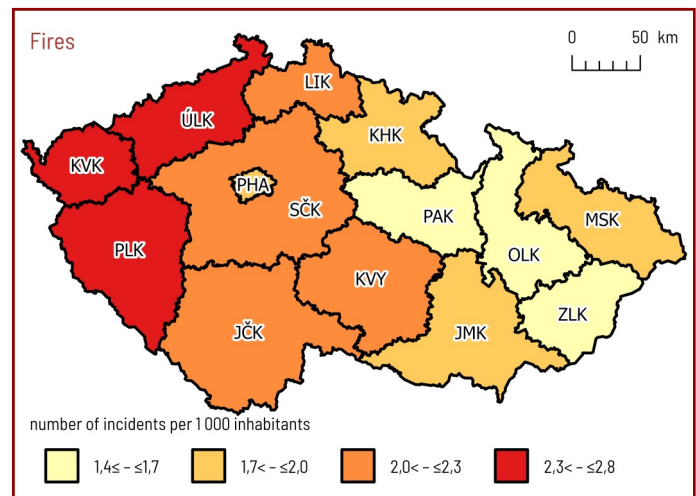 Fires
0 50 km
LIK
ÚLK
KHK
KVK
PHA
SČK
PAK
MSK
PLK
OLK
KVY
ZLK
JČK
JMK
number of incidents per 1 000 inhabitants
1,4≤ – ≤1,7 1,7< – ≤2,0 2,0< – ≤2,3 2,3< – ≤2,8